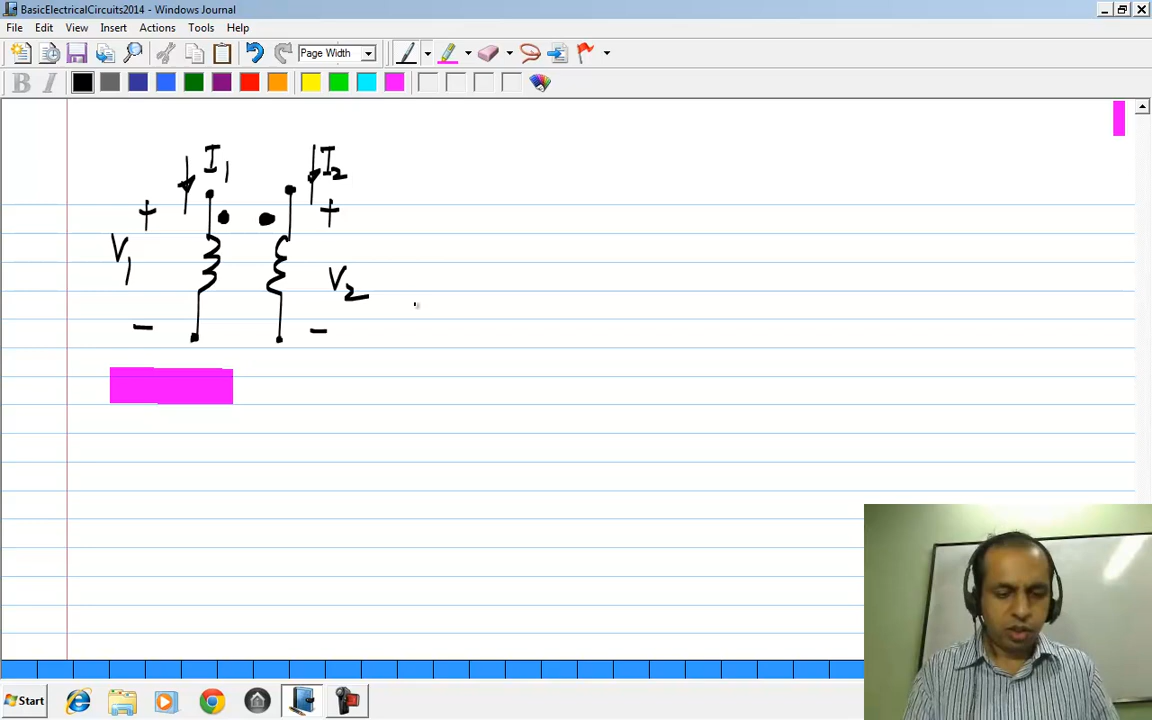 BasicElectricalCircuits2014 - Windows Journal
File Edit View Insert Actions Tools Help
Page Width
B I
I1 I2
+ +
V1 V2
- -
Start